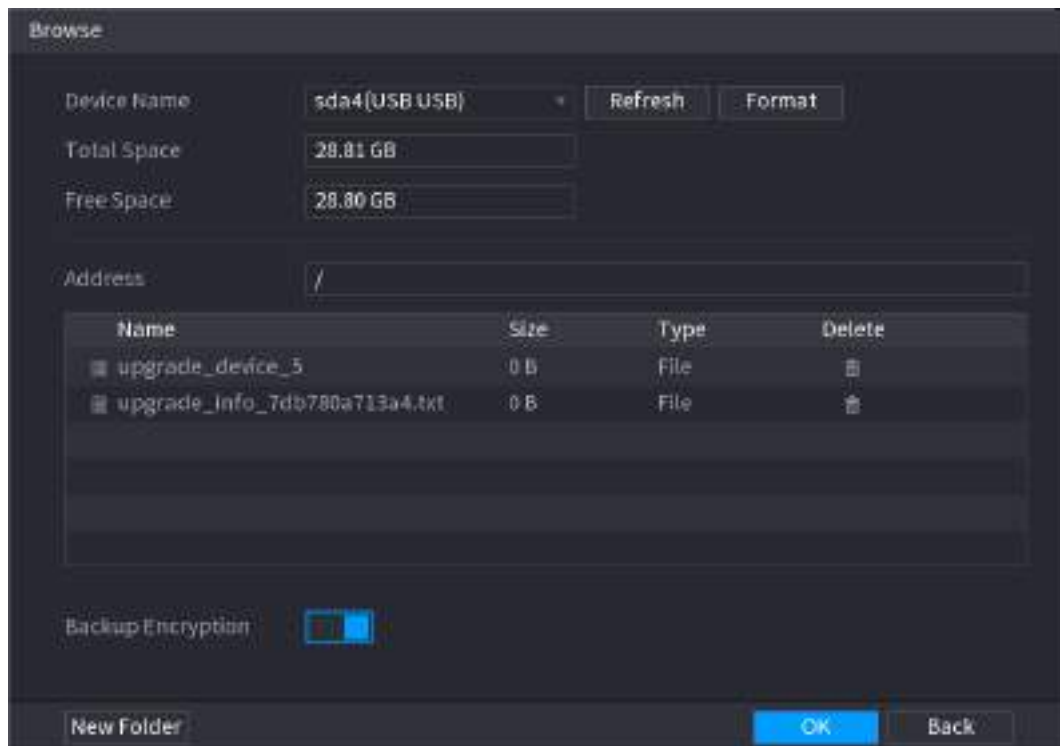 Browse
Device Name sda4(USB USB) Refresh Format
Total Space 28.81 GB
Free Space 28.80 GB
Address /
Name Size Type Delete
upgrade_device_5 0 B File
upgrade_info_7db780a713a4.txt 0 B File
Backup Encryption
New Folder OK Back